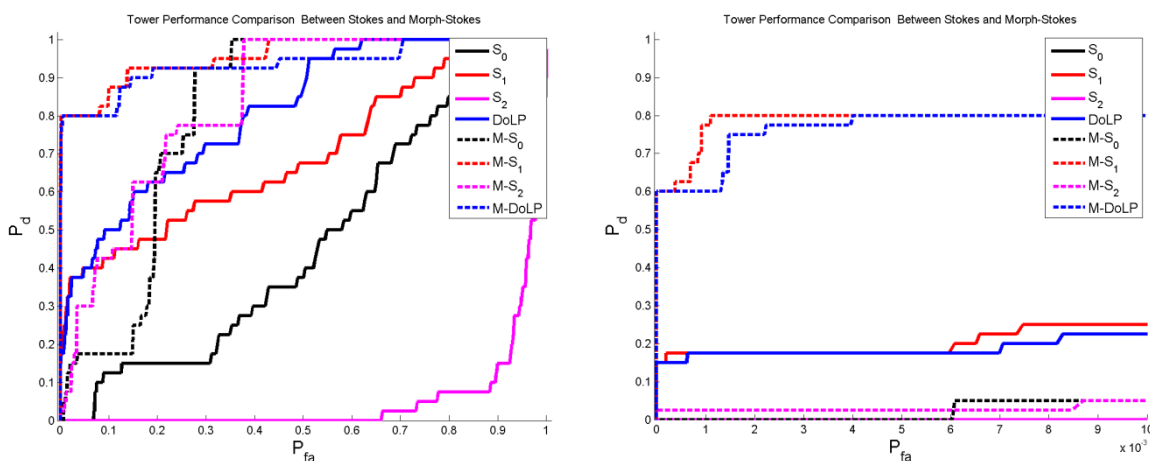 Tower Performance Comparison Between Stokes and Morph-Stokes
1
0.9
0.8
0.7
0.6
0.5
0.4
0.3
0.2
0.1
0
P_d
0 0.1 0.2 0.3 0.4 0.5 0.6 0.7 0.8 0.9 1
P_fa
S_0
S_1
S_2
DoLP
M-S_0
M-S_1
M-S_2
M-DoLP
Tower Performance Comparison Between Stokes and Morph-Stokes
1
0.9
0.8
0.7
0.6
0.5
0.4
0.3
0.2
0.1
0
P_d
0 1 2 3 4 5 6 7 8 9 10
P_fa
x 10^-3
S_0
S_1
S_2
DoLP
M-S_0
M-S_1
M-S_2
M-DoLP